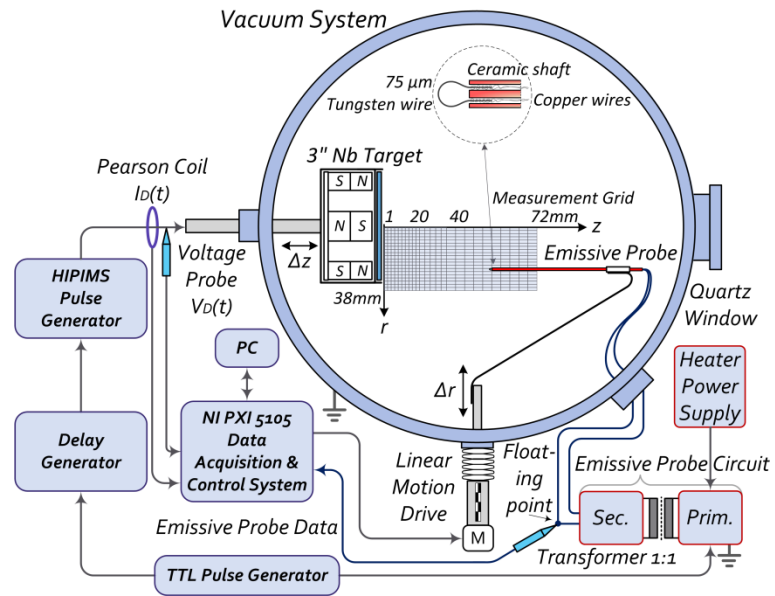 Vacuum System
Ceramic shaft
75 μm
Tungsten wire
Copper wires
3" Nb Target
S N
N S
S N
Measurement Grid
1 20 40 72mm
z
Emissive Probe
38mm
r
Δz
Δr
Pearson Coil
I_D(t)
Voltage
Probe
V_D(t)
HIPIMS
Pulse
Generator
Quartz
Window
PC
Heater
Power
Supply
Delay
Generator
NI PXI 5105
Data
Acquisition &
Control System
Linear
Motion
Drive
M
Float-
ing
point
Emissive Probe Circuit
Sec.
Prim.
Transformer 1:1
Emissive Probe Data
TTL Pulse Generator